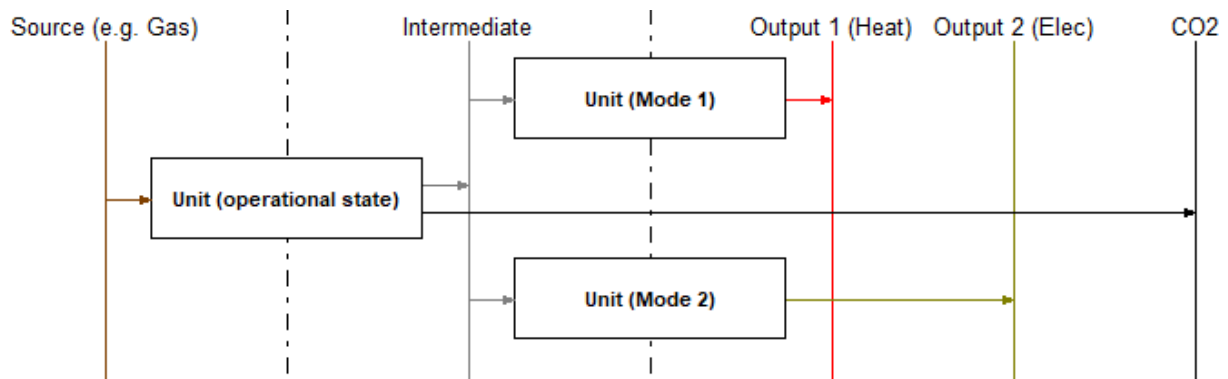 Source (e.g. Gas)
Intermediate
Output 1 (Heat)
Output 2 (Elec)
CO2
Unit (Mode 1)
Unit (operational state)
Unit (Mode 2)